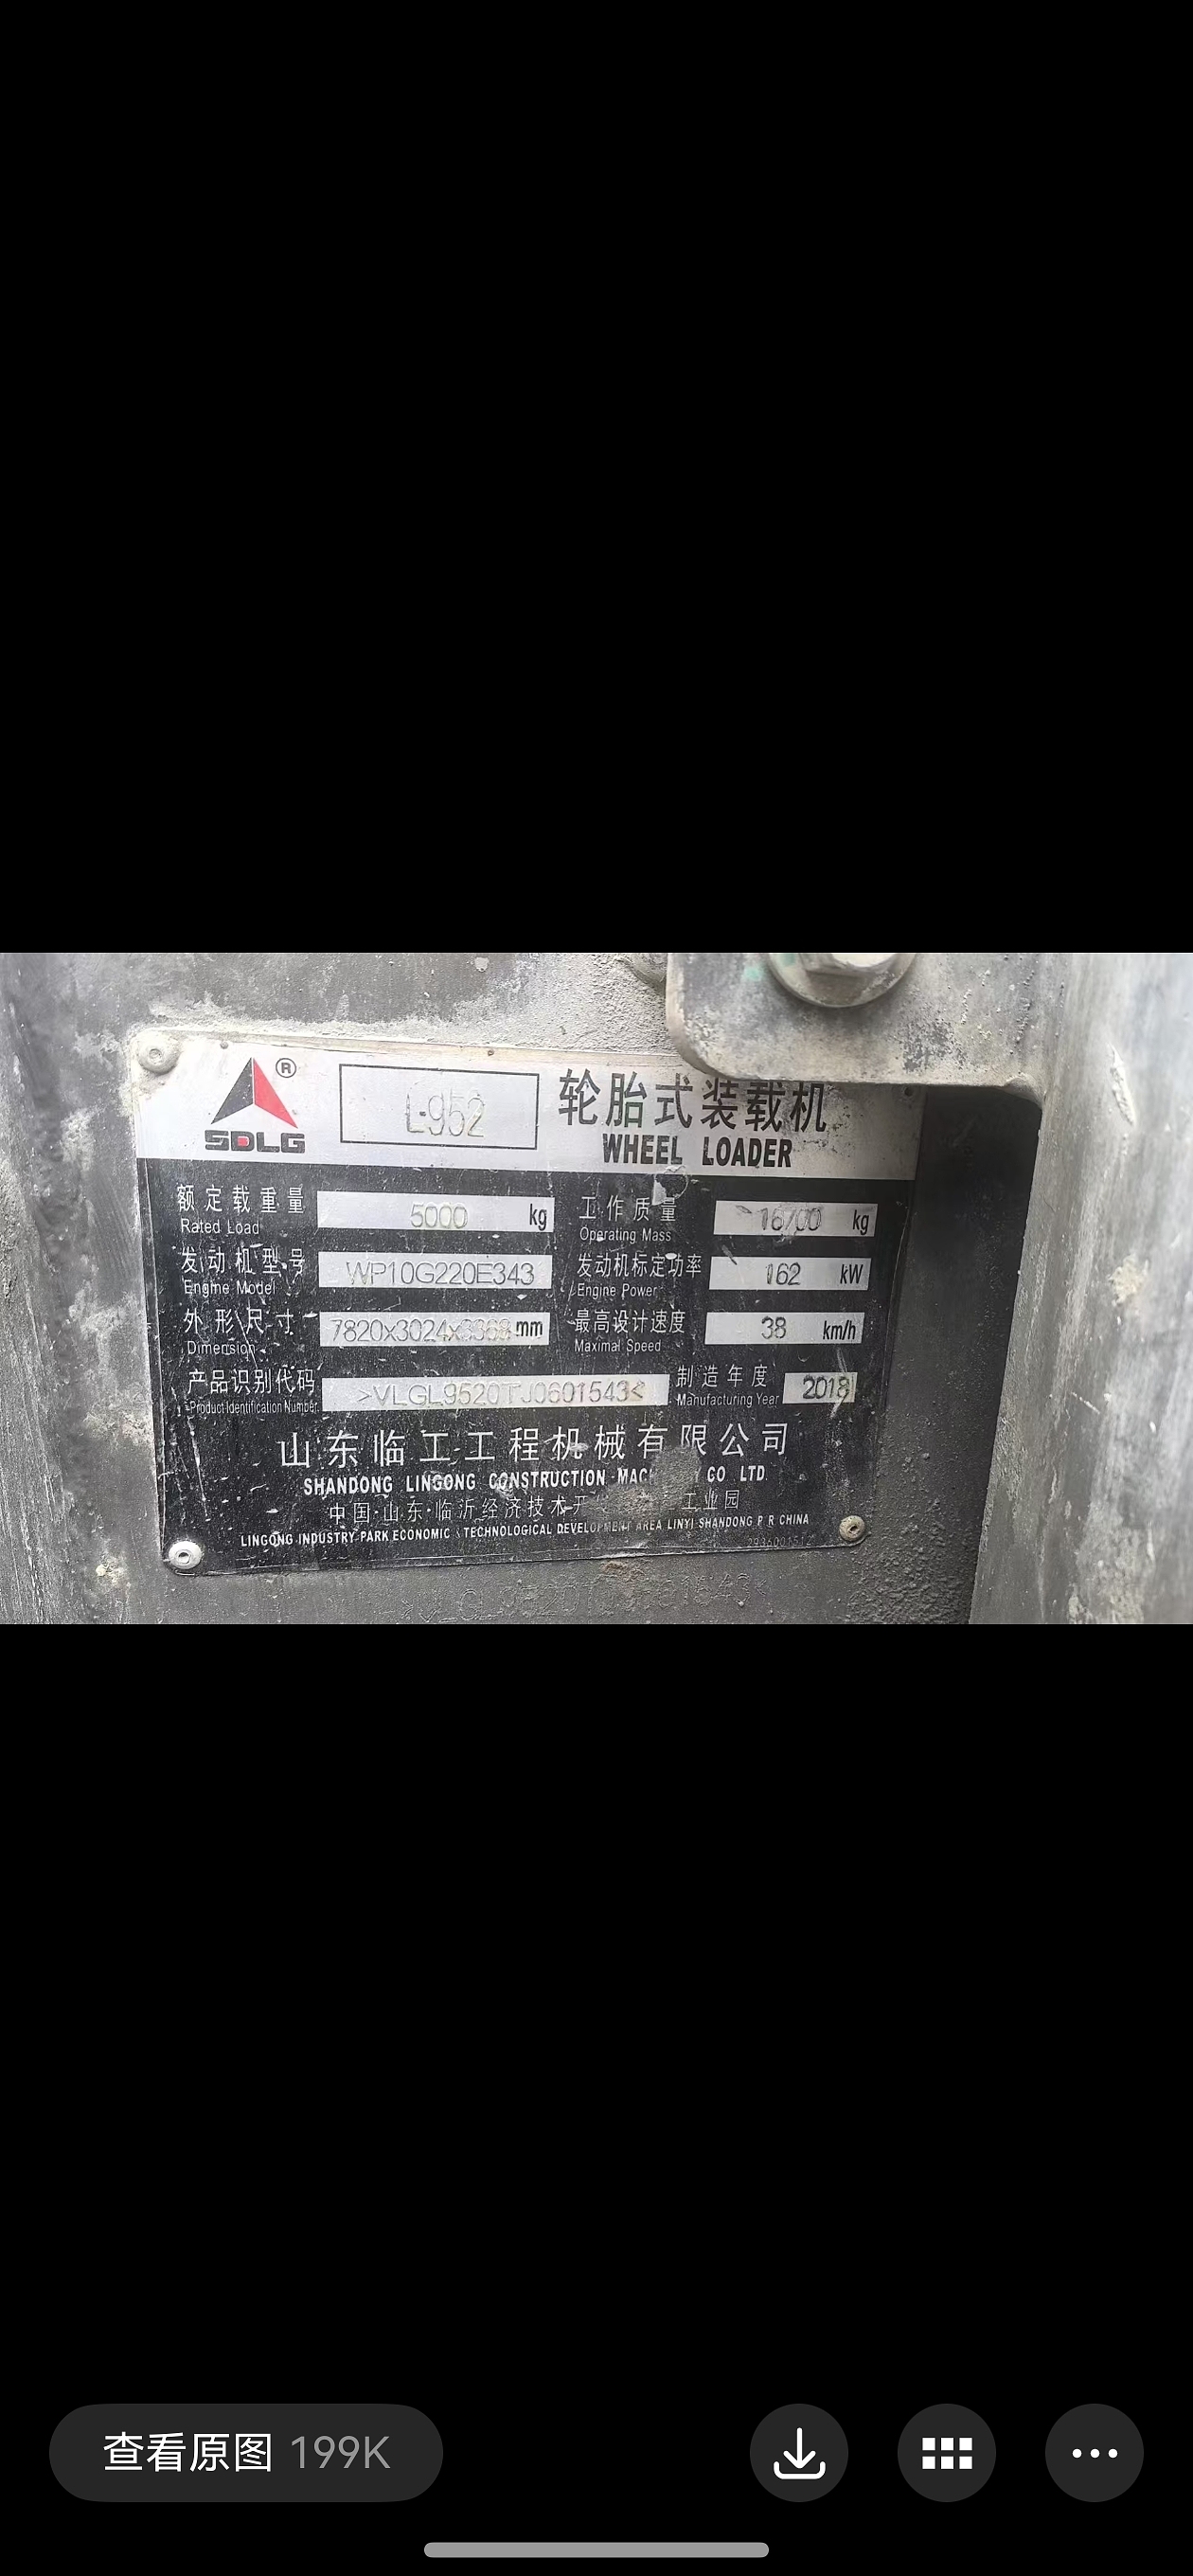 SDLG ®
L-952
轮胎式装载机
WHEEL LOADER
额定载重量 5000 kg 工作质量 16700 kg
Rated Load Operating Mass
发动机型号 WP10G220E343 发动机标定功率 162 kW
Engine Model Engine Power
外形尺寸 7820x3024x3368 mm 最高设计速度 38 km/h
Dimension Maximal Speed
产品识别代码 >VLGL9520TJ0601543< 制造年度 2018
Product Identification Number Manufacturing Year
山东临工工程机械有限公司
SHANDONG LINGONG CONSTRUCTION CO LTD
中国·山东·临沂经济技术开 工业园
LINGONG INDUSTRY PARK ECONOMIC & TECHNOLOGICAL DEVELOPMENT AREA LINYI SHANDONG P R CHINA
查看原图 199K